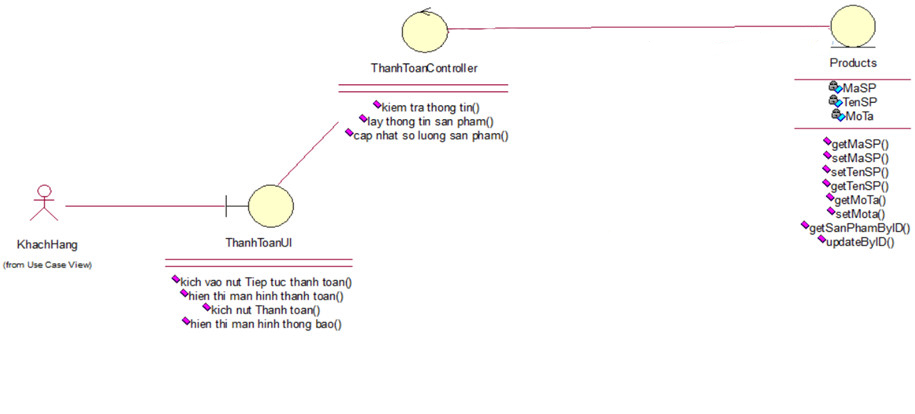 ThanhToanController
kiem tra thong tin()
lay thong tin san pham()
cap nhat so luong san pham()
Products
MaSP
TenSP
MoTa
getMaSP()
setMaSP()
setTenSP()
getTenSP()
getMoTa()
setMota()
getSanPhamByID()
updateByID()
KhachHang
(from Use Case View)
ThanhToanUI
kich vao nut Tiep tuc thanh toan()
hien thi man hinh thanh toan()
kich nut Thanh toan()
hien thi man hinh thong bao()